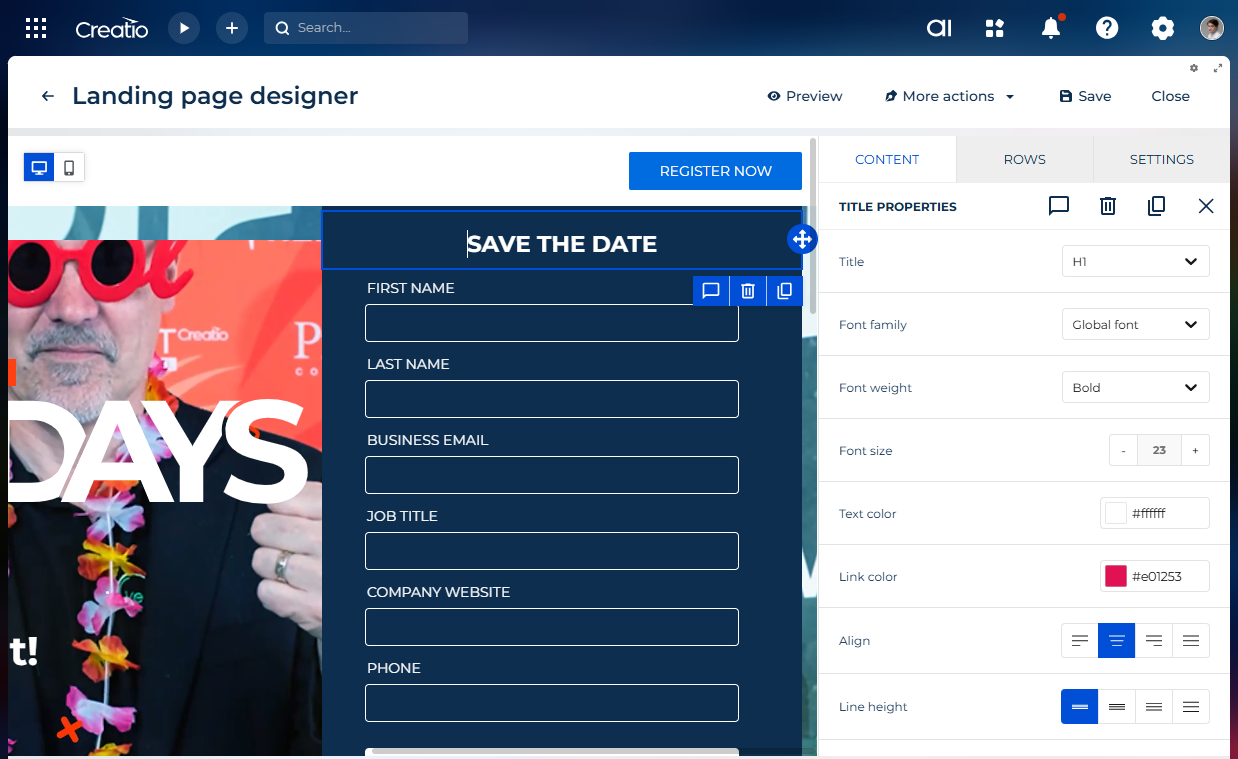 Creatio
Search...
Landing page designer
Preview
More actions
Save
Close
REGISTER NOW
CONTENT
ROWS
SETTINGS
TITLE PROPERTIES
SAVE THE DATE
Title
H1
FIRST NAME
Font family
Global font
Creatio
LAST NAME
Font weight
Bold
DAYS
BUSINESS EMAIL
Font size
-
23
+
JOB TITLE
Text color
#ffffff
COMPANY WEBSITE
Link color
#e01253
t!
Align
PHONE
Line height